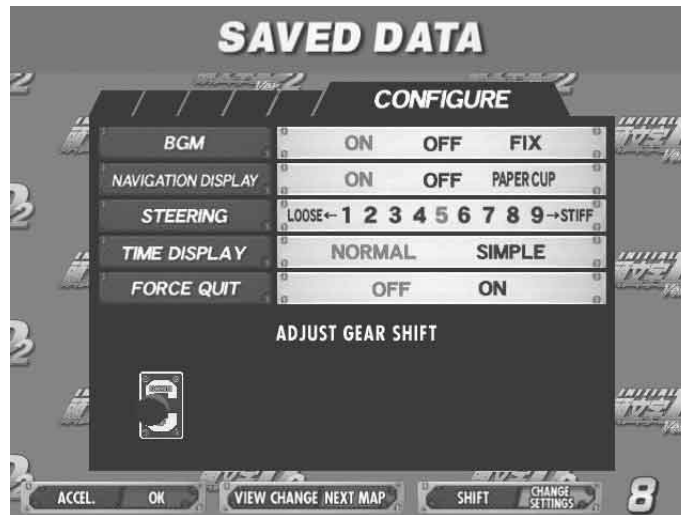 SAVED DATA
CONFIGURE
BGM ON OFF FIX
NAVIGATION DISPLAY ON OFF PAPER CUP
STEERING LOOSE←1 2 3 4 5 6 7 8 9→STIFF
TIME DISPLAY NORMAL SIMPLE
FORCE QUIT OFF ON
ADJUST GEAR SHIFT
ACCEL. OK VIEW CHANGE NEXT MAP SHIFT CHANGE SETTINGS 8